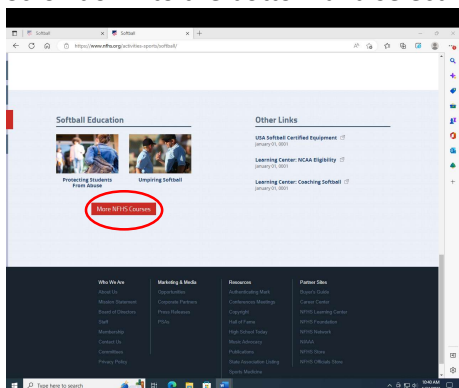 Softball
Softball
https://www.nfhs.org/activities-sports/softball/
Softball Education
Protecting Students
From Abuse
Umpiring Softball
More NFHS Courses
Other Links
USA Softball Certified Equipment
January 01, 0001
Learning Center: NCAA Eligibility
January 01, 0001
Learning Center: Coaching Softball
January 01, 0001
Who We Are
About Us
Mission Statement
Board of Directors
Staff
Membership
Contact Us
Committees
Privacy Policy
Marketing & Media
Opportunities
Corporate Partners
Press Releases
PSAs
Resources
Authenticating Mark
Conferences Meetings
Copyright
Hall of Fame
High School Today
Music Advocacy
Publications
State Association Listing
Sports Medicine
Partner Sites
Buyer's Guide
Career Center
NFHS Learning Center
NFHS Foundation
NFHS Network
NIAAA
NFHS Store
NFHS Officials Store
Type here to search
10:40 AM